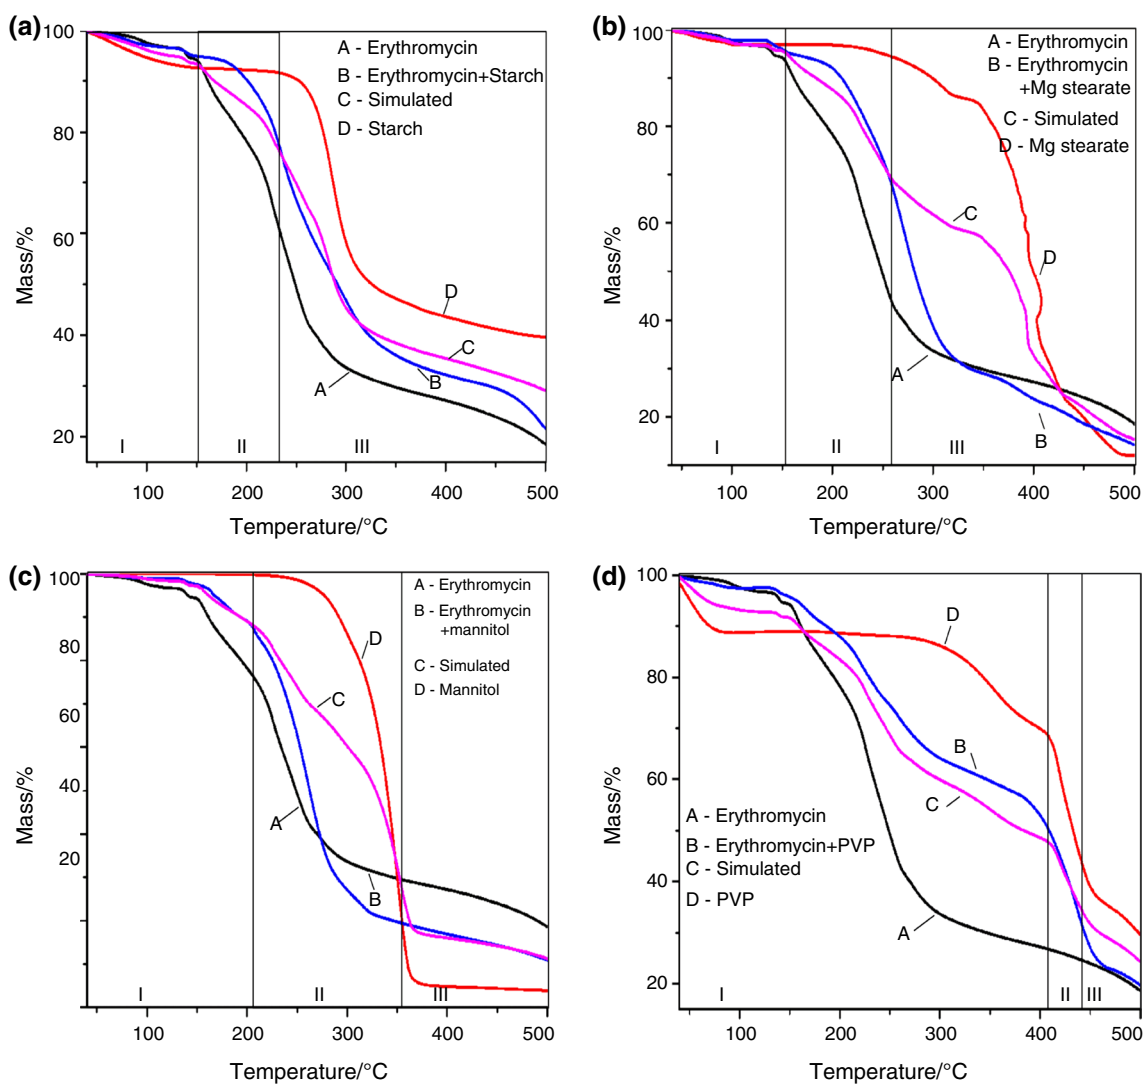 (a)
100
80
60
40
20
Mass/%
A - Erythromycin
B - Erythromycin+Starch
C - Simulated
D - Starch
D
C
B
A
I
II
III
100
200
300
400
500
Temperature/°C
(b)
100
80
60
40
20
Mass/%
A - Erythromycin
B - Erythromycin
+Mg stearate
C - Simulated
D - Mg stearate
C
D
A
B
I
II
III
100
200
300
400
500
Temperature/°C
(c)
100
80
60
40
20
Mass/%
A - Erythromycin
B - Erythromycin
+mannitol
C - Simulated
D - Mannitol
D
C
A
B
I
II
III
100
200
300
400
500
Temperature/°C
(d)
100
80
60
40
20
Mass/%
D
B
C
A - Erythromycin
B - Erythromycin+PVP
C - Simulated
D - PVP
A
I
II
III
100
200
300
400
500
Temperature/°C